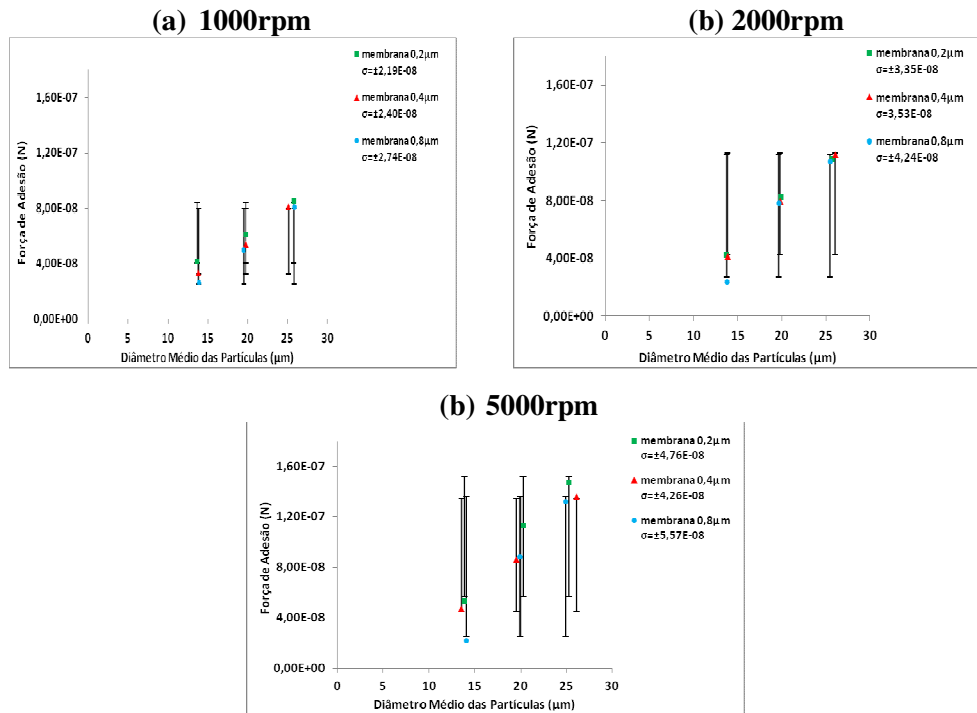 (a) 1000rpm
membrana 0,2µm
σ=±2,19E-08
membrana 0,4µm
σ=±2,40E-08
membrana 0,8µm
σ=±2,74E-08
Força de Adesão (N)
1,60E-07
1,20E-07
8,00E-08
4,00E-08
0,00E+00
0 5 10 15 20 25 30
Diâmetro Médio das Partículas (µm)
(b) 2000rpm
membrana 0,2µm
σ=±3,35E-08
membrana 0,4µm
σ=3,53E-08
membrana 0,8µm
σ=±4,24E-08
Força de Adesão (N)
1,60E-07
1,20E-07
8,00E-08
4,00E-08
0,00E+00
0 5 10 15 20 25 30
Diâmetro Médio das Partículas (µm)
(b) 5000rpm
membrana 0,2µm
σ=±4,76E-08
membrana 0,4µm
σ=±4,26E-08
membrana 0,8µm
σ=±5,57E-08
Força de Adesão (N)
1,60E-07
1,20E-07
8,00E-08
4,00E-08
0,00E+00
0 5 10 15 20 25 30
Diâmetro Médio das Partículas (µm)